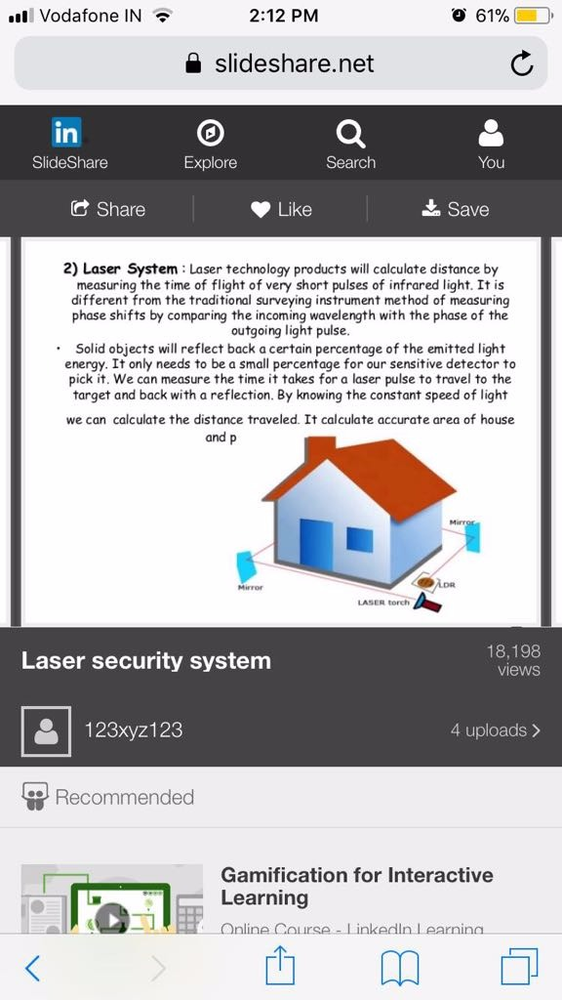 Vodafone IN
2:12 PM
61%
slideshare.net
in
SlideShare
Explore
Search
You
Share
Like
Save
2) Laser System : Laser technology products will calculate distance by
measuring the time of flight of very short pulses of infrared light. It is
different from the traditional surveying instrument method of measuring
phase shifts by comparing the incoming wavelength with the phase of the
outgoing light pulse.
• Solid objects will reflect back a certain percentage of the emitted light
energy. It only needs to be a small percentage for our sensitive detector to
pick it. We can measure the time it takes for a laser pulse to travel to the
target and back with a reflection. By knowing the constant speed of light
we can calculate the distance traveled. It calculate accurate area of house
and p
Mirror
Mirror
LDR
LASER torch
Laser security system
18,198
views
123xyz123
4 uploads
Recommended
Gamification for Interactive
Learning
Online Course - LinkedIn Learning